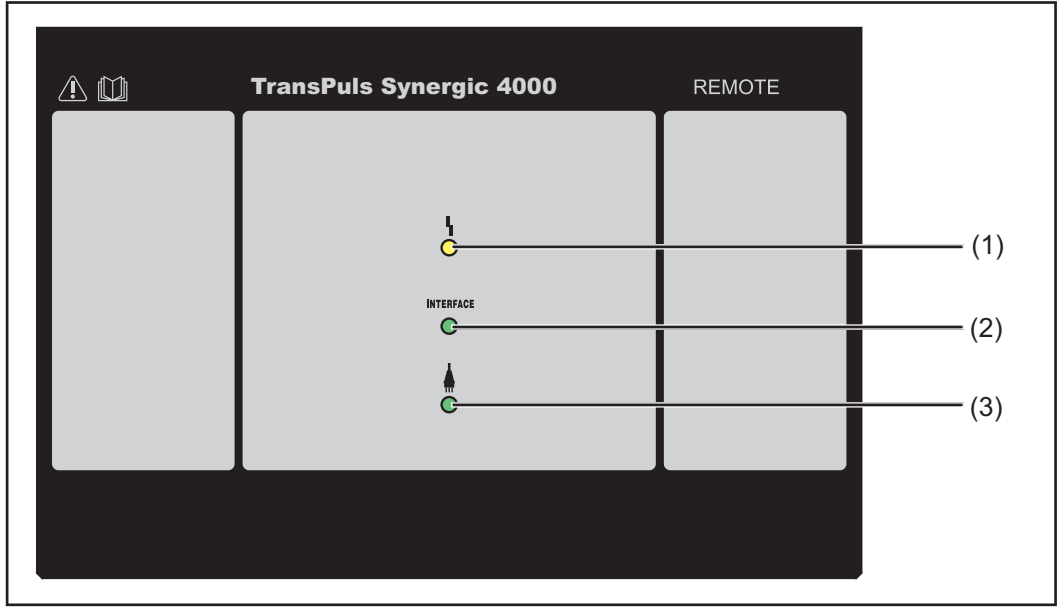 TransPuls Synergic 4000
REMOTE
(1)
INTERFACE
(2)
(3)